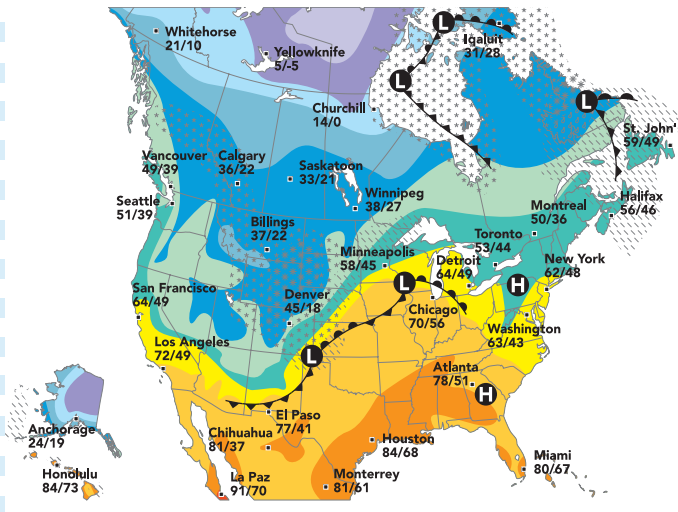 Whitehorse
21/10
Yellowknife
5/-5
L
Iqaluit
31/28
L
L
Churchill
14/0
St. John'
59/49
Vancouver
49/39
Calgary
36/22
Saskatoon
33/21
Winnipeg
38/27
Seattle
51/39
Halifax
56/46
Montreal
50/36
Billings
37/22
Toronto
53/44
Minneapolis
58/45
Detroit
64/49
New York
62/48
San Francisco
64/49
Denver
45/18
L
H
Chicago
70/56
Washington
63/43
Los Angeles
72/49
L
Atlanta
78/51
H
El Paso
77/41
Anchorage
24/19
Chihuahua
81/37
Houston
84/68
Honolulu
84/73
La Paz
91/70
Monterrey
81/61
Miami
80/67